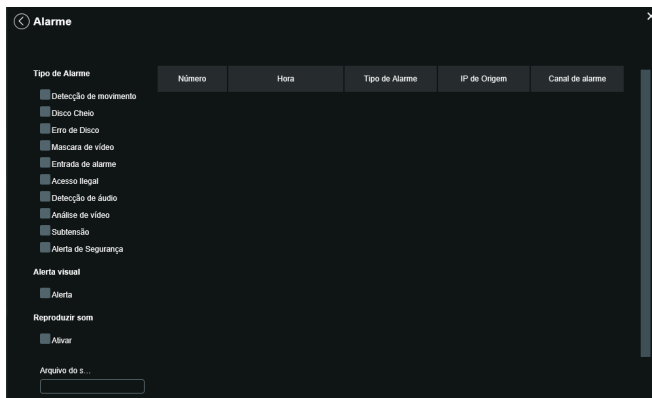 Alarme
Tipo de Alarme
Detecção de movimento
Disco Cheio
Erro de Disco
Mascara de vídeo
Entrada de alarme
Acesso Ilegal
Detecção de áudio
Análise de vídeo
Subtensão
Alerta de Segurança
Alerta visual
Alerta
Reproduzir som
Ativar
Arquivo do s...
Número Hora Tipo de Alarme IP de Origem Canal de alarme